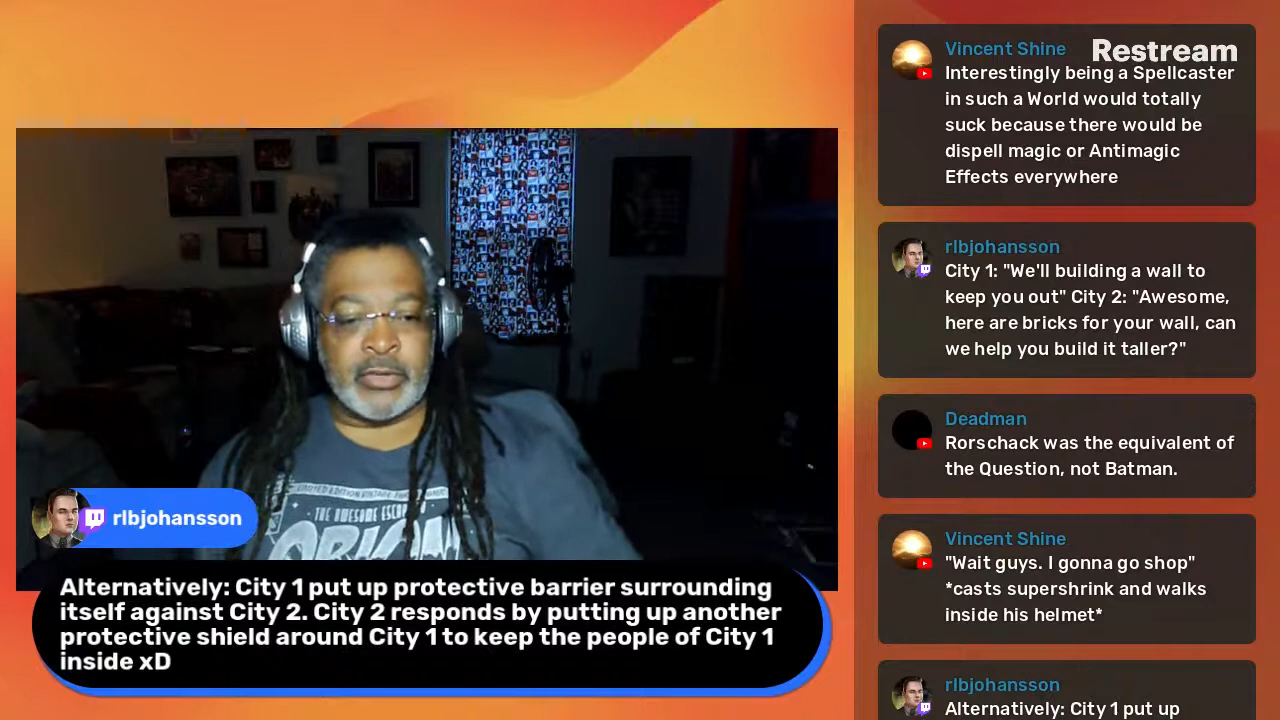 Restream
Vincent Shine
Interestingly being a Spellcaster
in such a World would totally
suck because there would be
dispell magic or Antimagic
Effects everywhere
rlbjohansson
City 1: "We'll building a wall to
keep you out" City 2: "Awesome,
here are bricks for your wall, can
we help you build it taller?"
Deadman
Rorschack was the equivalent of
the Question, not Batman.
Vincent Shine
"Wait guys. I gonna go shop"
*casts supershrink and walks
inside his helmet*
rlbjohansson
Alternatively: City 1 put up
THE AWESOME
ORION
rlbjohansson
Alternatively: City 1 put up protective barrier surrounding
itself against City 2. City 2 responds by putting up another
protective shield around City 1 to keep the people of City 1
inside xD